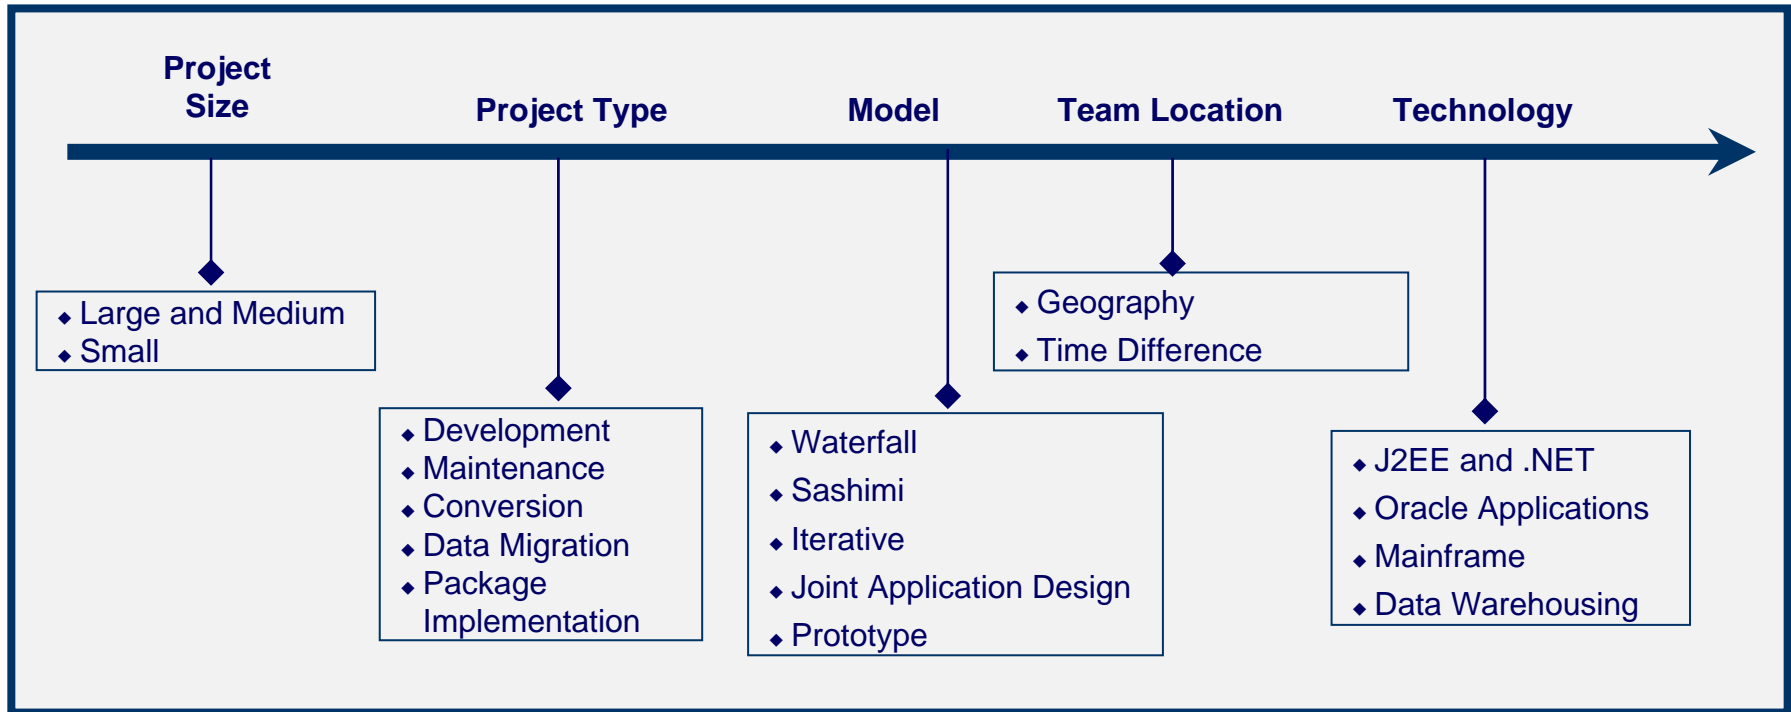 Project
Size
Project Type
Model
Team Location
Technology
Large and Medium
Small
Development
Maintenance
Conversion
Data Migration
Package
Implementation
Waterfall
Sashimi
Iterative
Joint Application Design
Prototype
Geography
Time Difference
J2EE and .NET
Oracle Applications
Mainframe
Data Warehousing